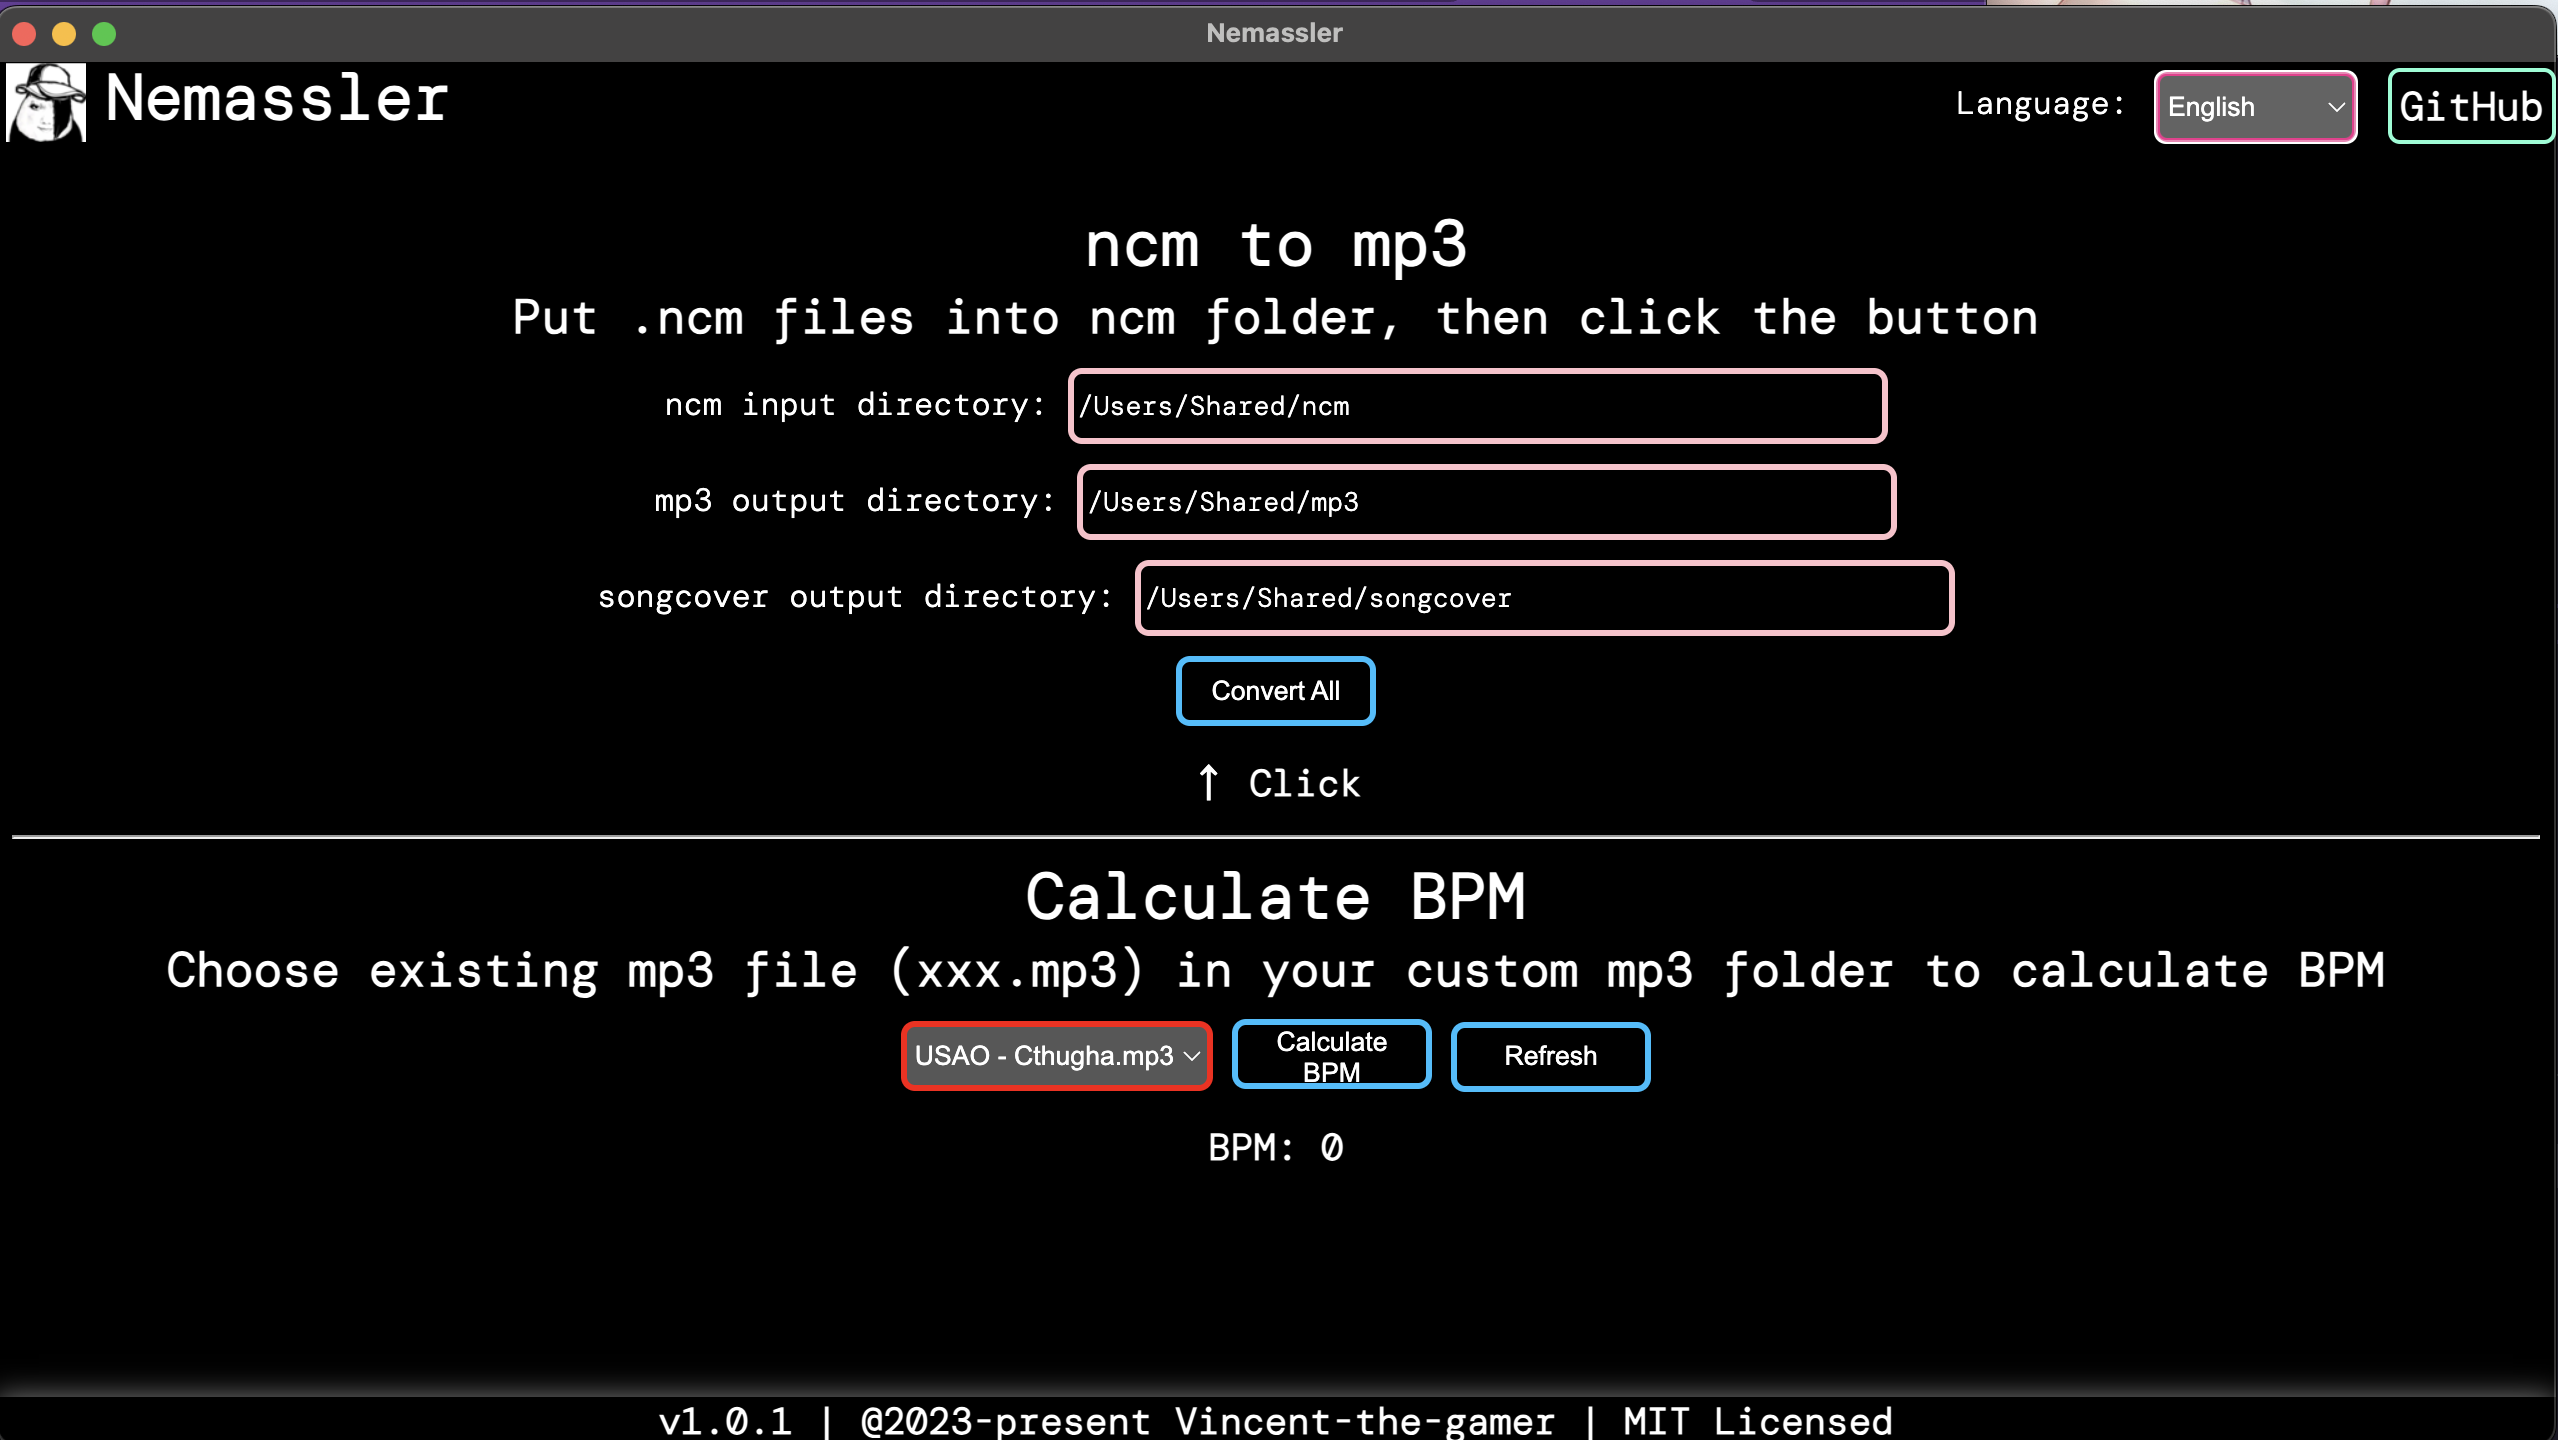 Nemassler
Nemassler
Language: English GitHub
ncm to mp3
Put .ncm files into ncm folder, then click the button
ncm input directory: /Users/Shared/ncm
mp3 output directory: /Users/Shared/mp3
songcover output directory: /Users/Shared/songcover
Convert All
↑ Click
Calculate BPM
Choose existing mp3 file (xxx.mp3) in your custom mp3 folder to calculate BPM
USAO - Cthugha.mp3
Calculate
BPM
Refresh
BPM: 0
v1.0.1 | @2023-present Vincent-the-gamer | MIT Licensed